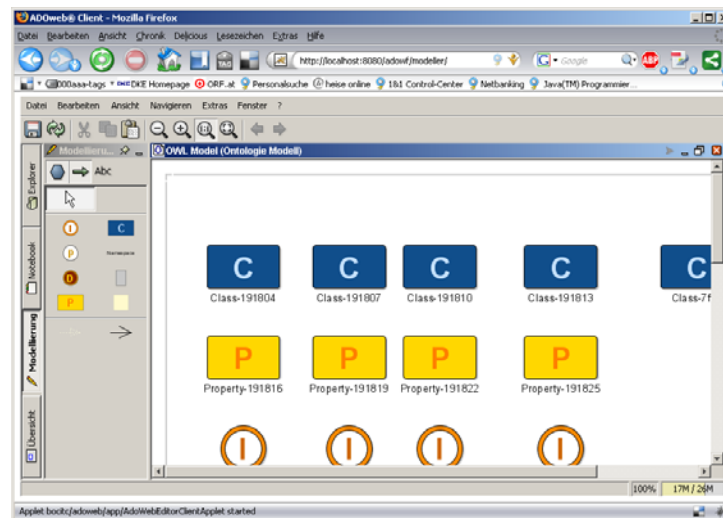 ADOweb® Client - Mozilla Firefox
Datei Bearbeiten Ansicht Chronik Delicious Lesezeichen Extras Hilfe
http://localhost:8080/adowf/modeller/ G Google ABP
000aaa-tags DKE Homepage ORF.at Personalsuche heise online 1&1 Control-Center Netbanking Java(TM) Programmier...
Datei Bearbeiten Ansicht Navigieren Extras Fenster ?
Modellieru... OWL Model (Ontologie Modell)
Explorer
Notebook
Modellierung
Übersicht
Abc
I C
P
D
P
C C C C C
Class-191804 Class-191807 Class-191810 Class-191813 Class-7f
P P P P
Property-191816 Property-191819 Property-191822 Property-191825
I I I I
100% 17M / 26M
Applet bocitc/adoweb/app/AdoWebEditorClientApplet started